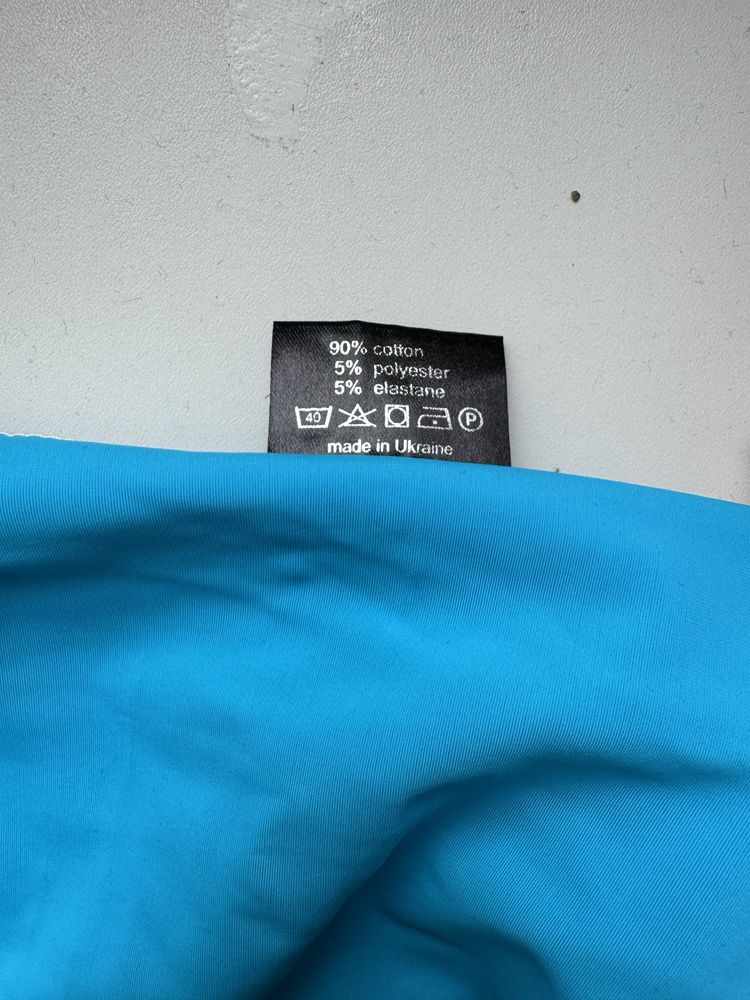 90% cotton
5% polyester
5% elastane
40 P
made in Ukraine